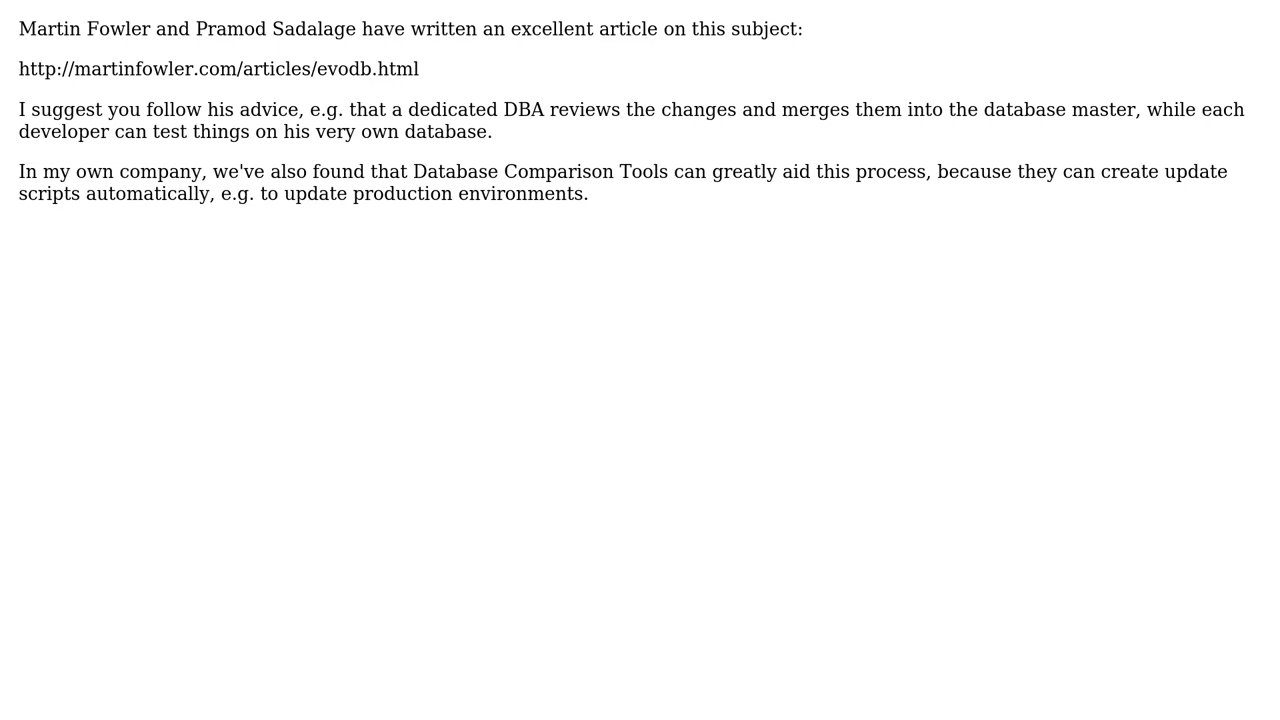 Martin Fowler and Pramod Sadalage have written an excellent article on this subject:
http://martinfowler.com/articles/evodb.html
I suggest you follow his advice, e.g. that a dedicated DBA reviews the changes and merges them into the database master, while each
developer can test things on his very own database.
In my own company, we've also found that Database Comparison Tools can greatly aid this process, because they can create update
scripts automatically, e.g. to update production environments.